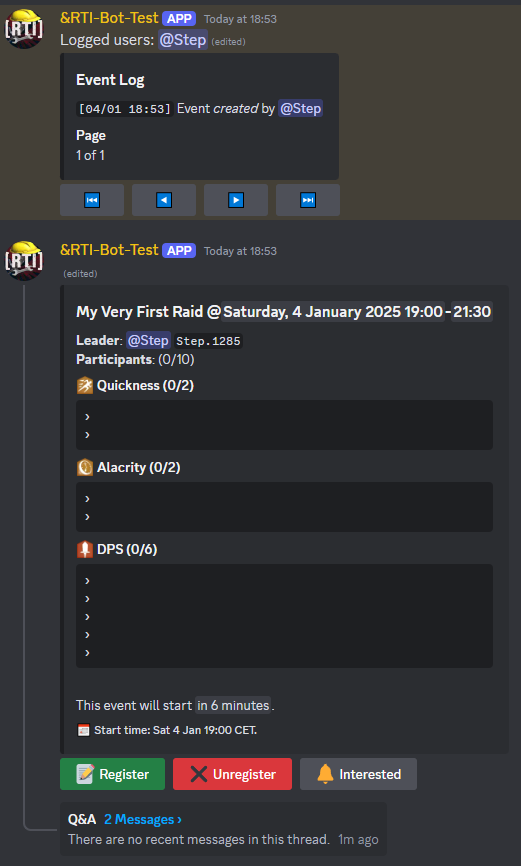 [RTI]
&RTI-Bot-Test APP Today at 18:53
Logged users: @Step (edited)
Event Log
[04/01 18:53] Event created by @Step
Page
1 of 1
[RTI]
&RTI-Bot-Test APP Today at 18:53
(edited)
My Very First Raid @Saturday, 4 January 2025 19:00-21:30
Leader: @Step Step.1285
Participants: (0/10)
Quickness (0/2)
›
›
Alacrity (0/2)
›
›
DPS (0/6)
›
›
›
›
›
This event will start in 6 minutes.
Start time: Sat 4 Jan 19:00 CET.
Register Unregister Interested
Q&A 2 Messages ›
There are no recent messages in this thread. 1m ago